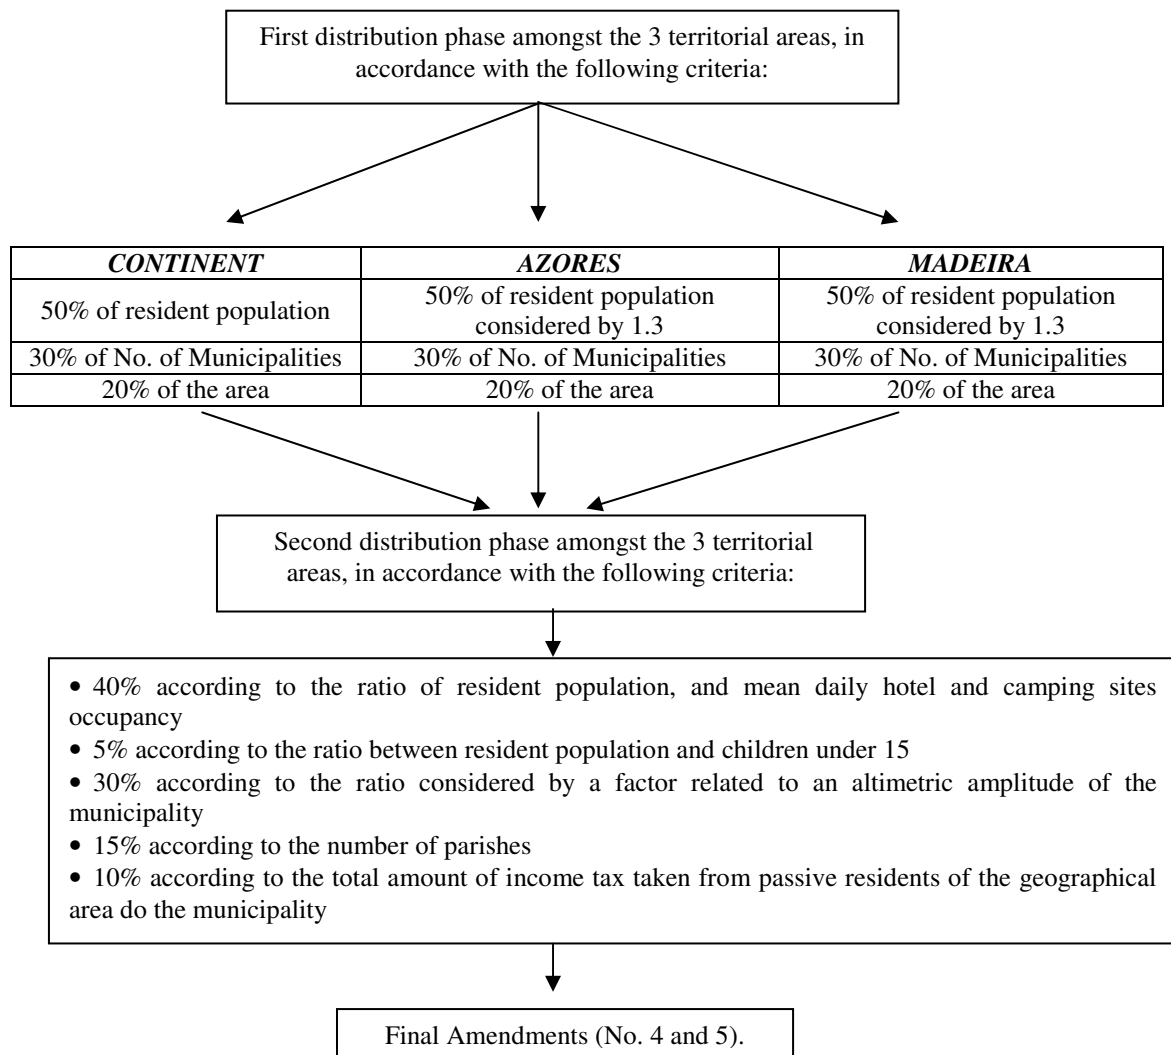 First distribution phase amongst the 3 territorial areas, in
accordance with the following criteria:
CONTINENT AZORES MADEIRA
50% of resident population
50% of resident population
considered by 1.3
50% of resident population
considered by 1.3
30% of No. of Municipalities 30% of No. of Municipalities 30% of No. of Municipalities
20% of the area 20% of the area 20% of the area
Second distribution phase amongst the 3 territorial
areas, in accordance with the following criteria:
• 40% according to the ratio of resident population, and mean daily hotel and camping sites
occupancy
• 5% according to the ratio between resident population and children under 15
• 30% according to the ratio considered by a factor related to an altimetric amplitude of the
municipality
• 15% according to the number of parishes
• 10% according to the total amount of income tax taken from passive residents of the geographical
area do the municipality
Final Amendments (No. 4 and 5).